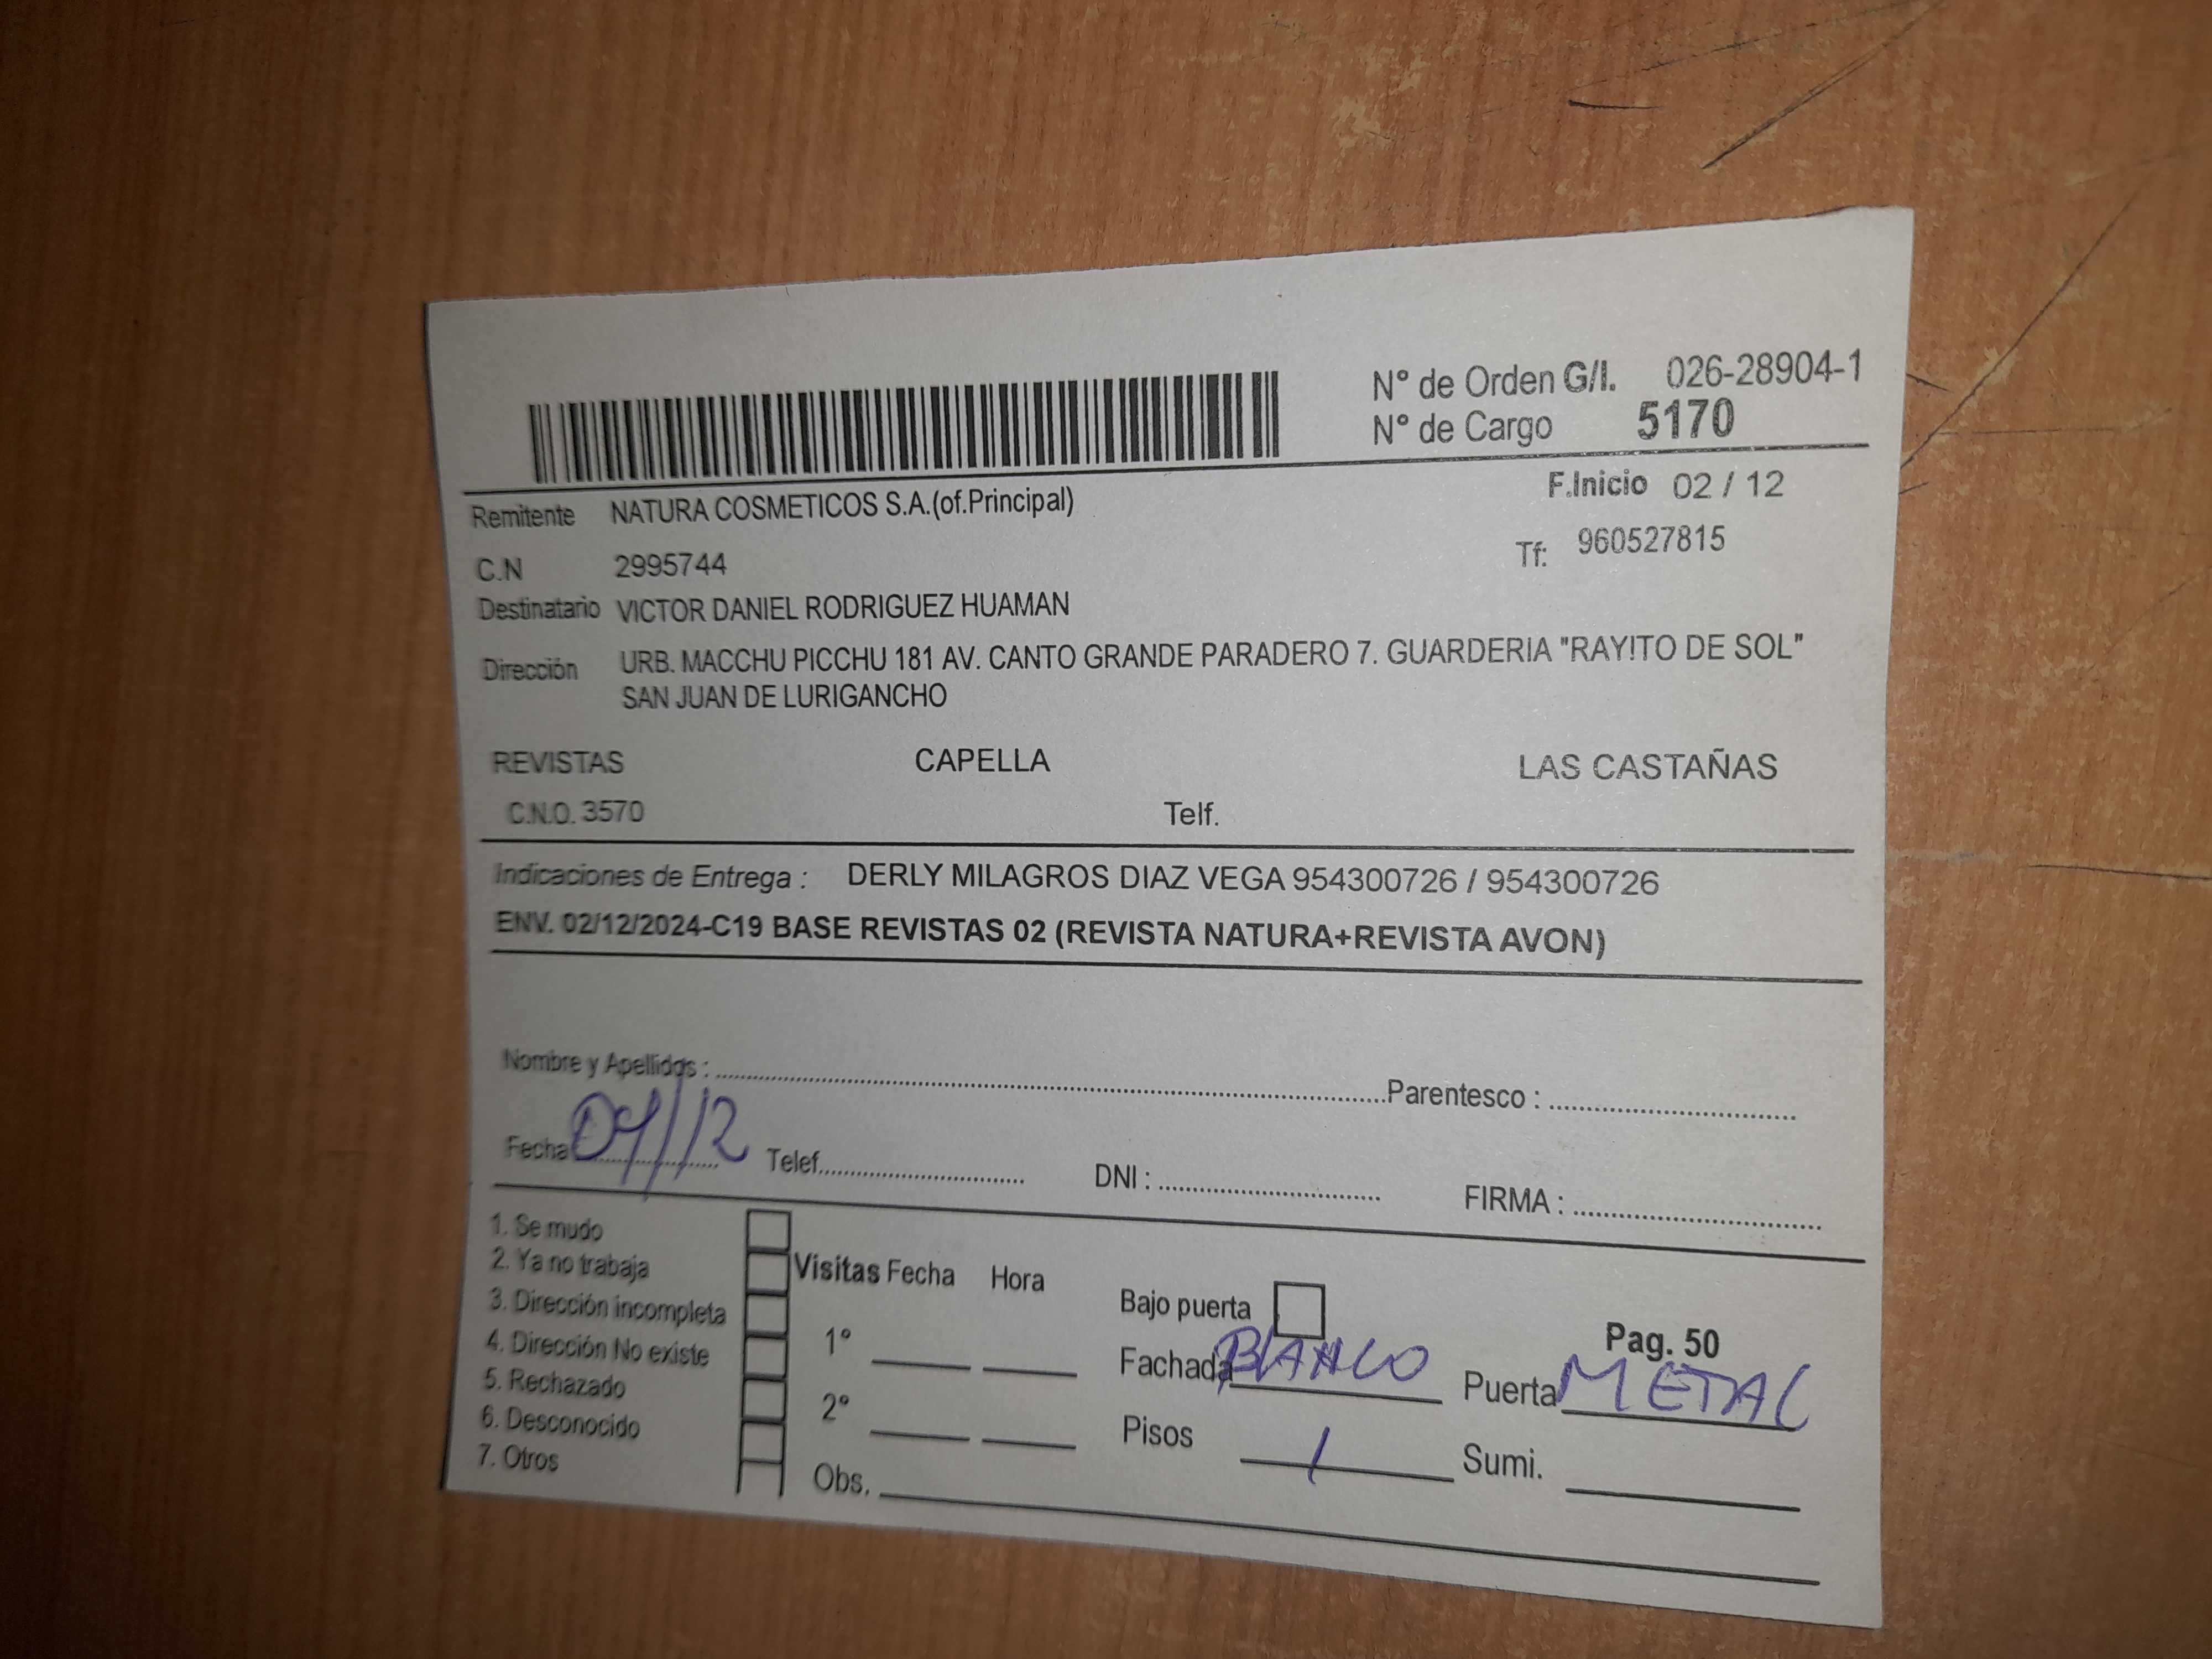 N° de Orden G/I. 026-28904-1
N° de Cargo 5170
F.Inicio 02 / 12
Remitente NATURA COSMETICOS S.A.(of.Principal)
Tf: 960527815
C.N 2995744
Destinatario VICTOR DANIEL RODRIGUEZ HUAMAN
Dirección URB. MACCHU PICCHU 181 AV. CANTO GRANDE PARADERO 7. GUARDERIA "RAY!TO DE SOL"
SAN JUAN DE LURIGANCHO
REVISTAS CAPELLA LAS CASTAÑAS
C.N.O. 3570 Telf.
Indicaciones de Entrega : DERLY MILAGROS DIAZ VEGA 954300726 / 954300726
ENV. 02/12/2024-C19 BASE REVISTAS 02 (REVISTA NATURA+REVISTA AVON)
Nombre y Apellidos : Parentesco :
Fecha 04/12 Telef. DNI : FIRMA :
1. Se mudo
2. Ya no trabaja
3. Dirección incompleta
4. Dirección No existe
5. Rechazado
6. Desconocido
7. Otros
Visitas Fecha Hora
1°
2°
Obs.
Bajo puerta
Pag. 50
Fachada BLANCO Puerta METAL
Pisos 1 Sumi.